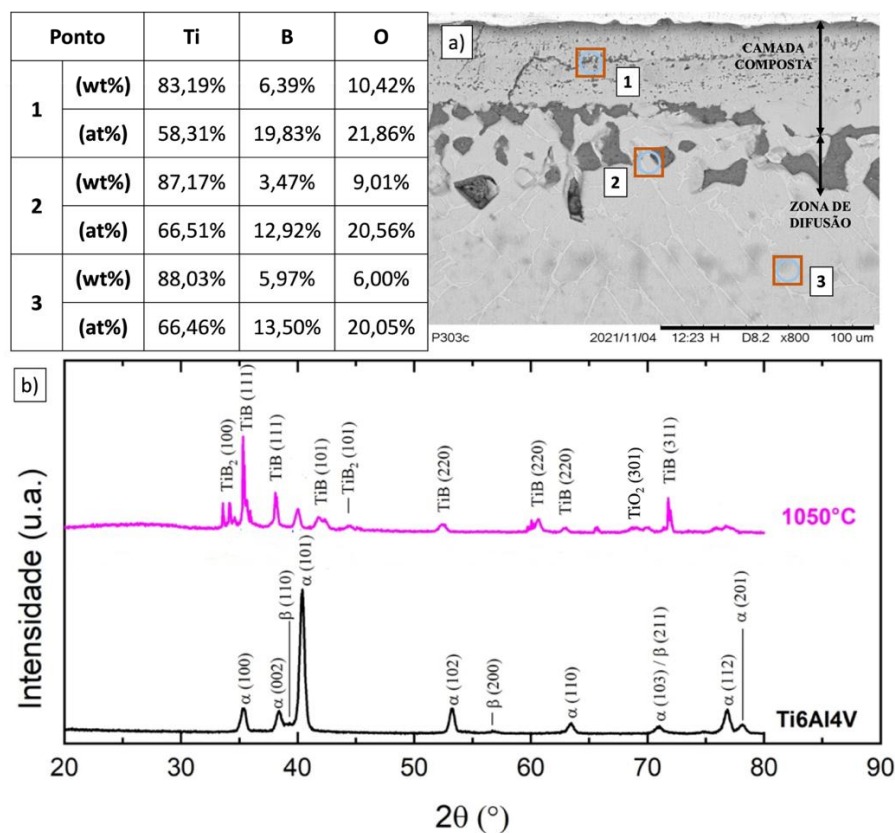 Ponto Ti B O
1 (wt%) 83,19% 6,39% 10,42%
(at%) 58,31% 19,83% 21,86%
2 (wt%) 87,17% 3,47% 9,01%
(at%) 66,51% 12,92% 20,56%
3 (wt%) 88,03% 5,97% 6,00%
(at%) 66,46% 13,50% 20,05%
a)
CAMADA
COMPOSTA
1
2
ZONA DE
DIFUSÃO
3
P303c 2021/11/04 12:23 H D8.2 x800 100 um
b)
Intensidade (u.a.)
TiB₂ (100)
TiB (111)
TiB (111)
TiB (101)
TiB₂ (101)
TiB (220)
TiB (220)
TiB (220)
TiO₂ (301)
TiB (311)
1050°C
α (100)
α (002)
β (110)
α (101)
α (102)
β (200)
α (110)
α (103) / β (211)
α (112)
α (201)
Ti6Al4V
20 30 40 50 60 70 80 90
2θ (°)